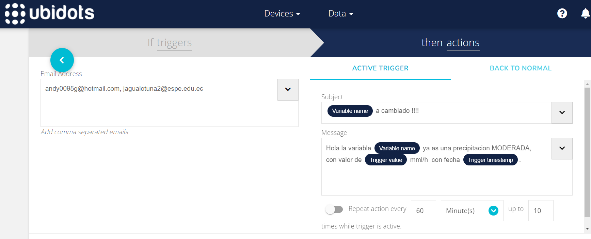 ubidots
Devices
Data
?
If triggers
then actions
ACTIVE TRIGGER
BACK TO NORMAL
Email Address
andy0095g@hotmail.com, jagualotuna2@espe.edu.ec
Add comma separated emails
Subject
Variable name a cambiado !!!!
Message
Hola la variable Variable name ya es una precipitacion MODERADA,
con valor de Trigger value mml/h con fecha Trigger timestamp .
Repeat action every 60 Minute(s) up to 10
times while trigger is active.